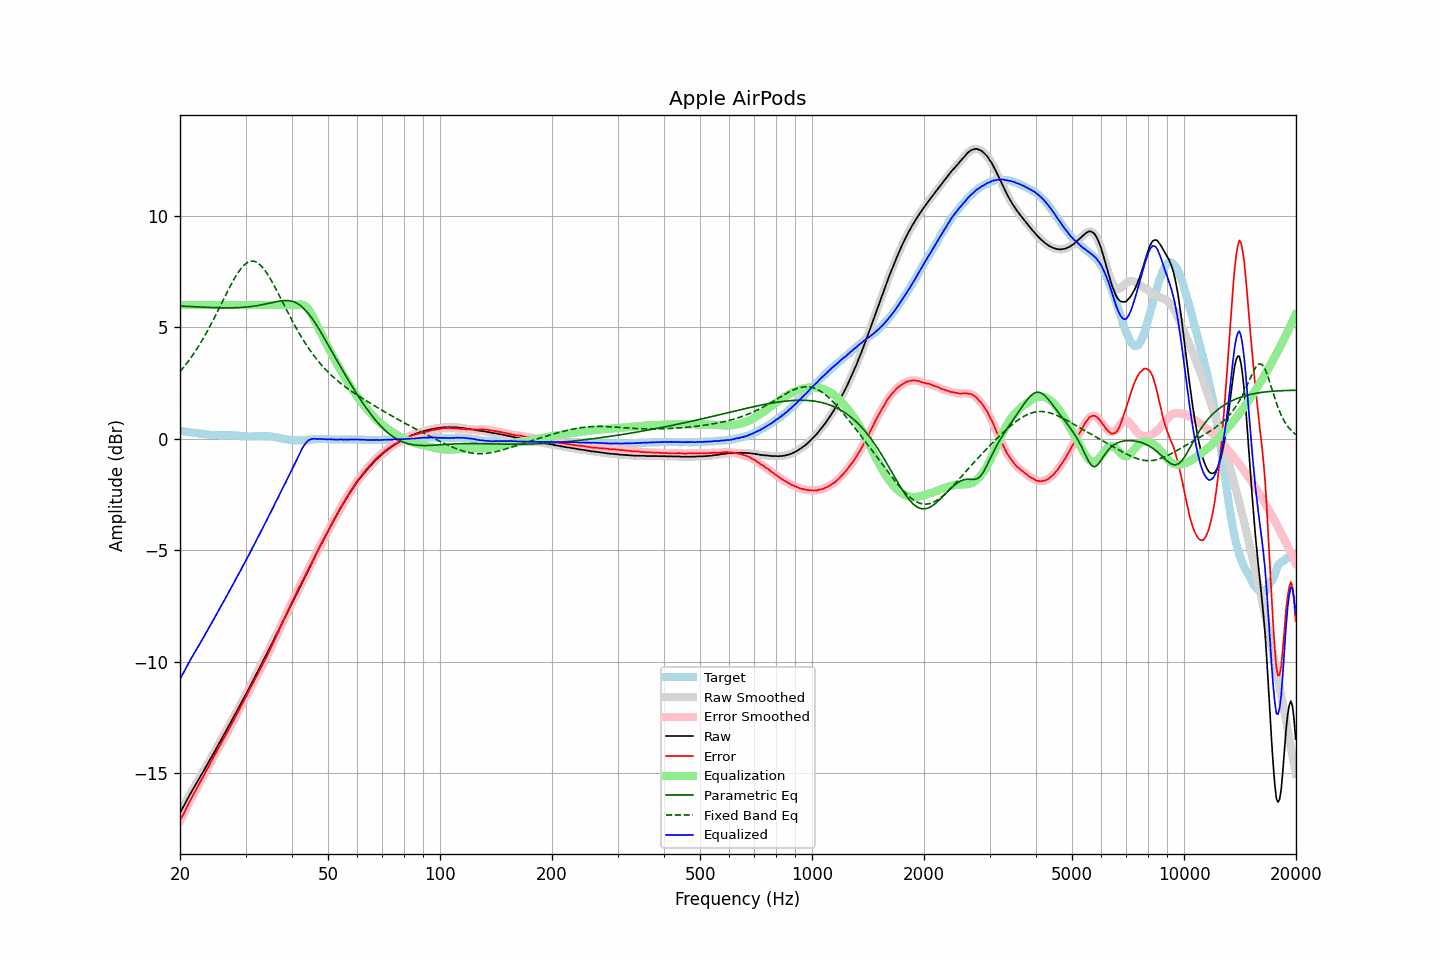 Apple AirPods
Amplitude (dBr)
10
5
0
−5
−10
−15
Target
Raw Smoothed
Error Smoothed
Raw
Error
Equalization
Parametric Eq
Fixed Band Eq
Equalized
20 50 100 200 500 1000 2000 5000 10000 20000
Frequency (Hz)